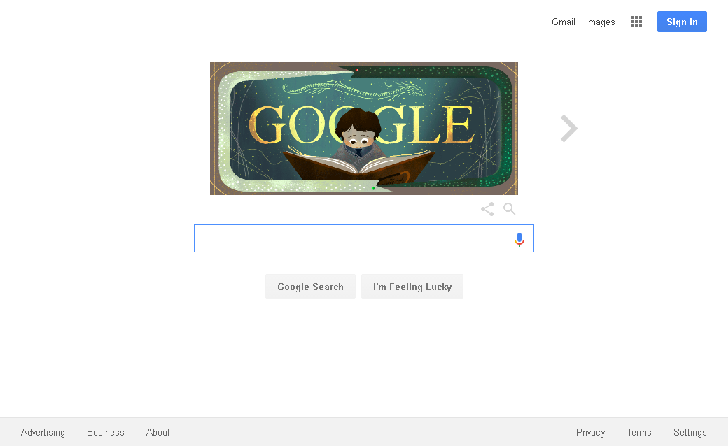 Gmail Images Sign in
GOOGLE
Google Search I'm Feeling Lucky
Advertising Business About Privacy Terms Settings